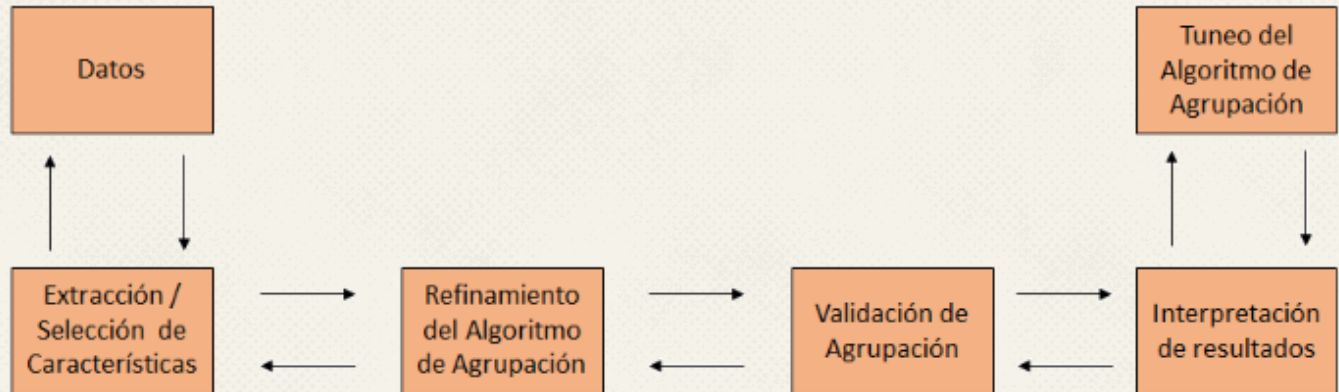 Datos
Tuneo del
Algoritmo de
Agrupación
Extracción /
Selección de
Características
Refinamiento
del Algoritmo
de Agrupación
Validación de
Agrupación
Interpretación
de resultados